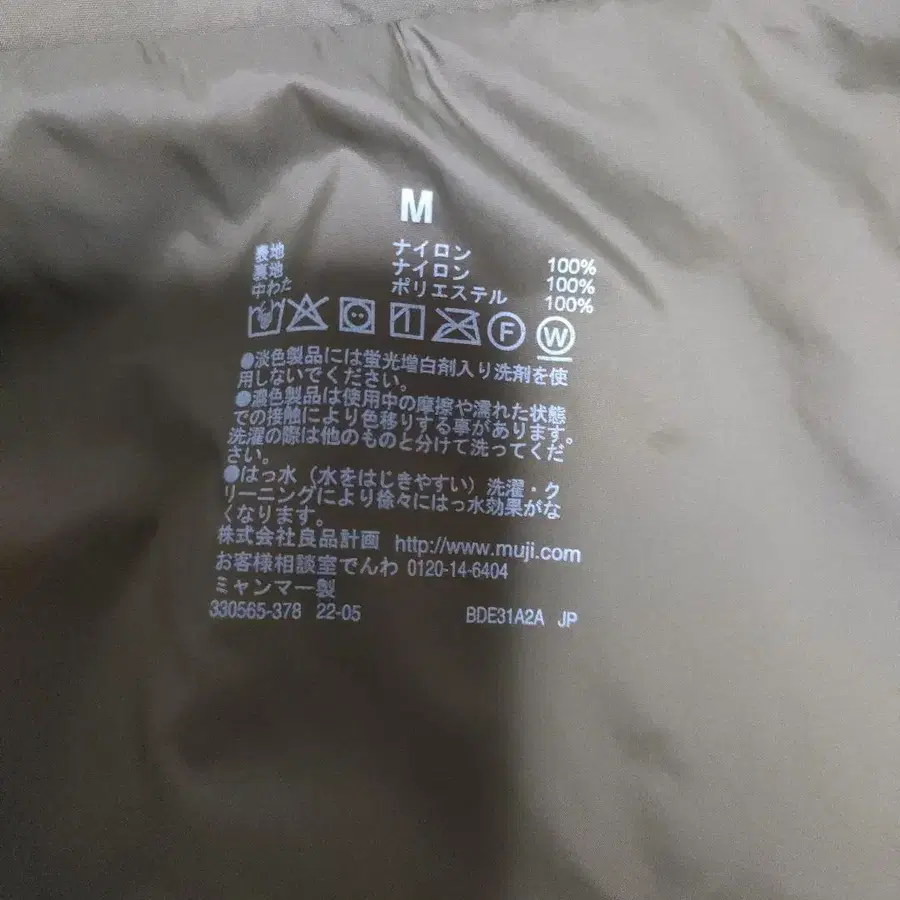 M
表地 ナイロン 100%
裏地 ナイロン 100%
中わた ポリエステル 100%
F W
●淡色製品には蛍光増白剤入り洗剤を使
用しないでください。
●濃色製品は使用中の摩擦や濡れた状態
での接触により色移りする事があります。
洗濯の際は他のものと分けて洗ってくだ
さい。
●はっ水(水をはじきやすい)洗濯・ク
リーニングにより徐々にはっ水効果がな
くなります。
株式会社良品計画 http://www.muji.com
お客様相談室でんわ 0120-14-6404
ミャンマー製
330565-378 22-05 BDE31A2A JP